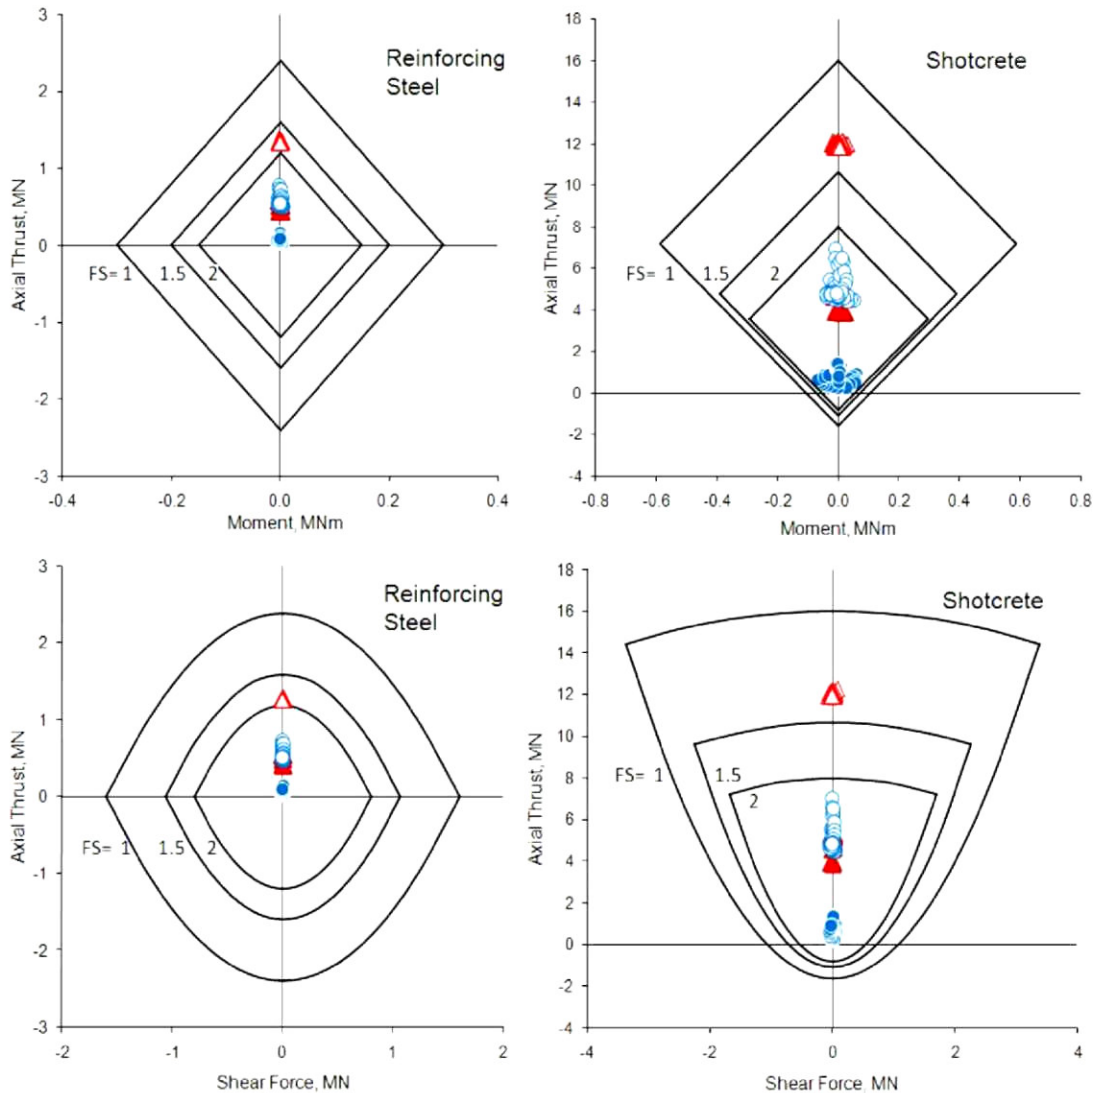 3
2
1
0
-1
-2
-3
Axial Thrust, MN
Reinforcing
Steel
FS= 1 1.5 2
-0.4 -0.2 0.0 0.2 0.4
Moment, MNm
18
16
14
12
10
8
6
4
2
0
-2
-4
Axial Thrust, MN
Shotcrete
FS= 1 1.5 2
-0.8 -0.6 -0.4 -0.2 0.0 0.2 0.4 0.6 0.8
Moment, MNm
3
2
1
0
-1
-2
-3
Axial Thrust, MN
Reinforcing
Steel
FS= 1 1.5 2
-2 -1 0 1 2
Shear Force, MN
18
16
14
12
10
8
6
4
2
0
-2
-4
Axial Thrust, MN
Shotcrete
FS= 1 1.5
2
-4 -2 0 2 4
Shear Force, MN